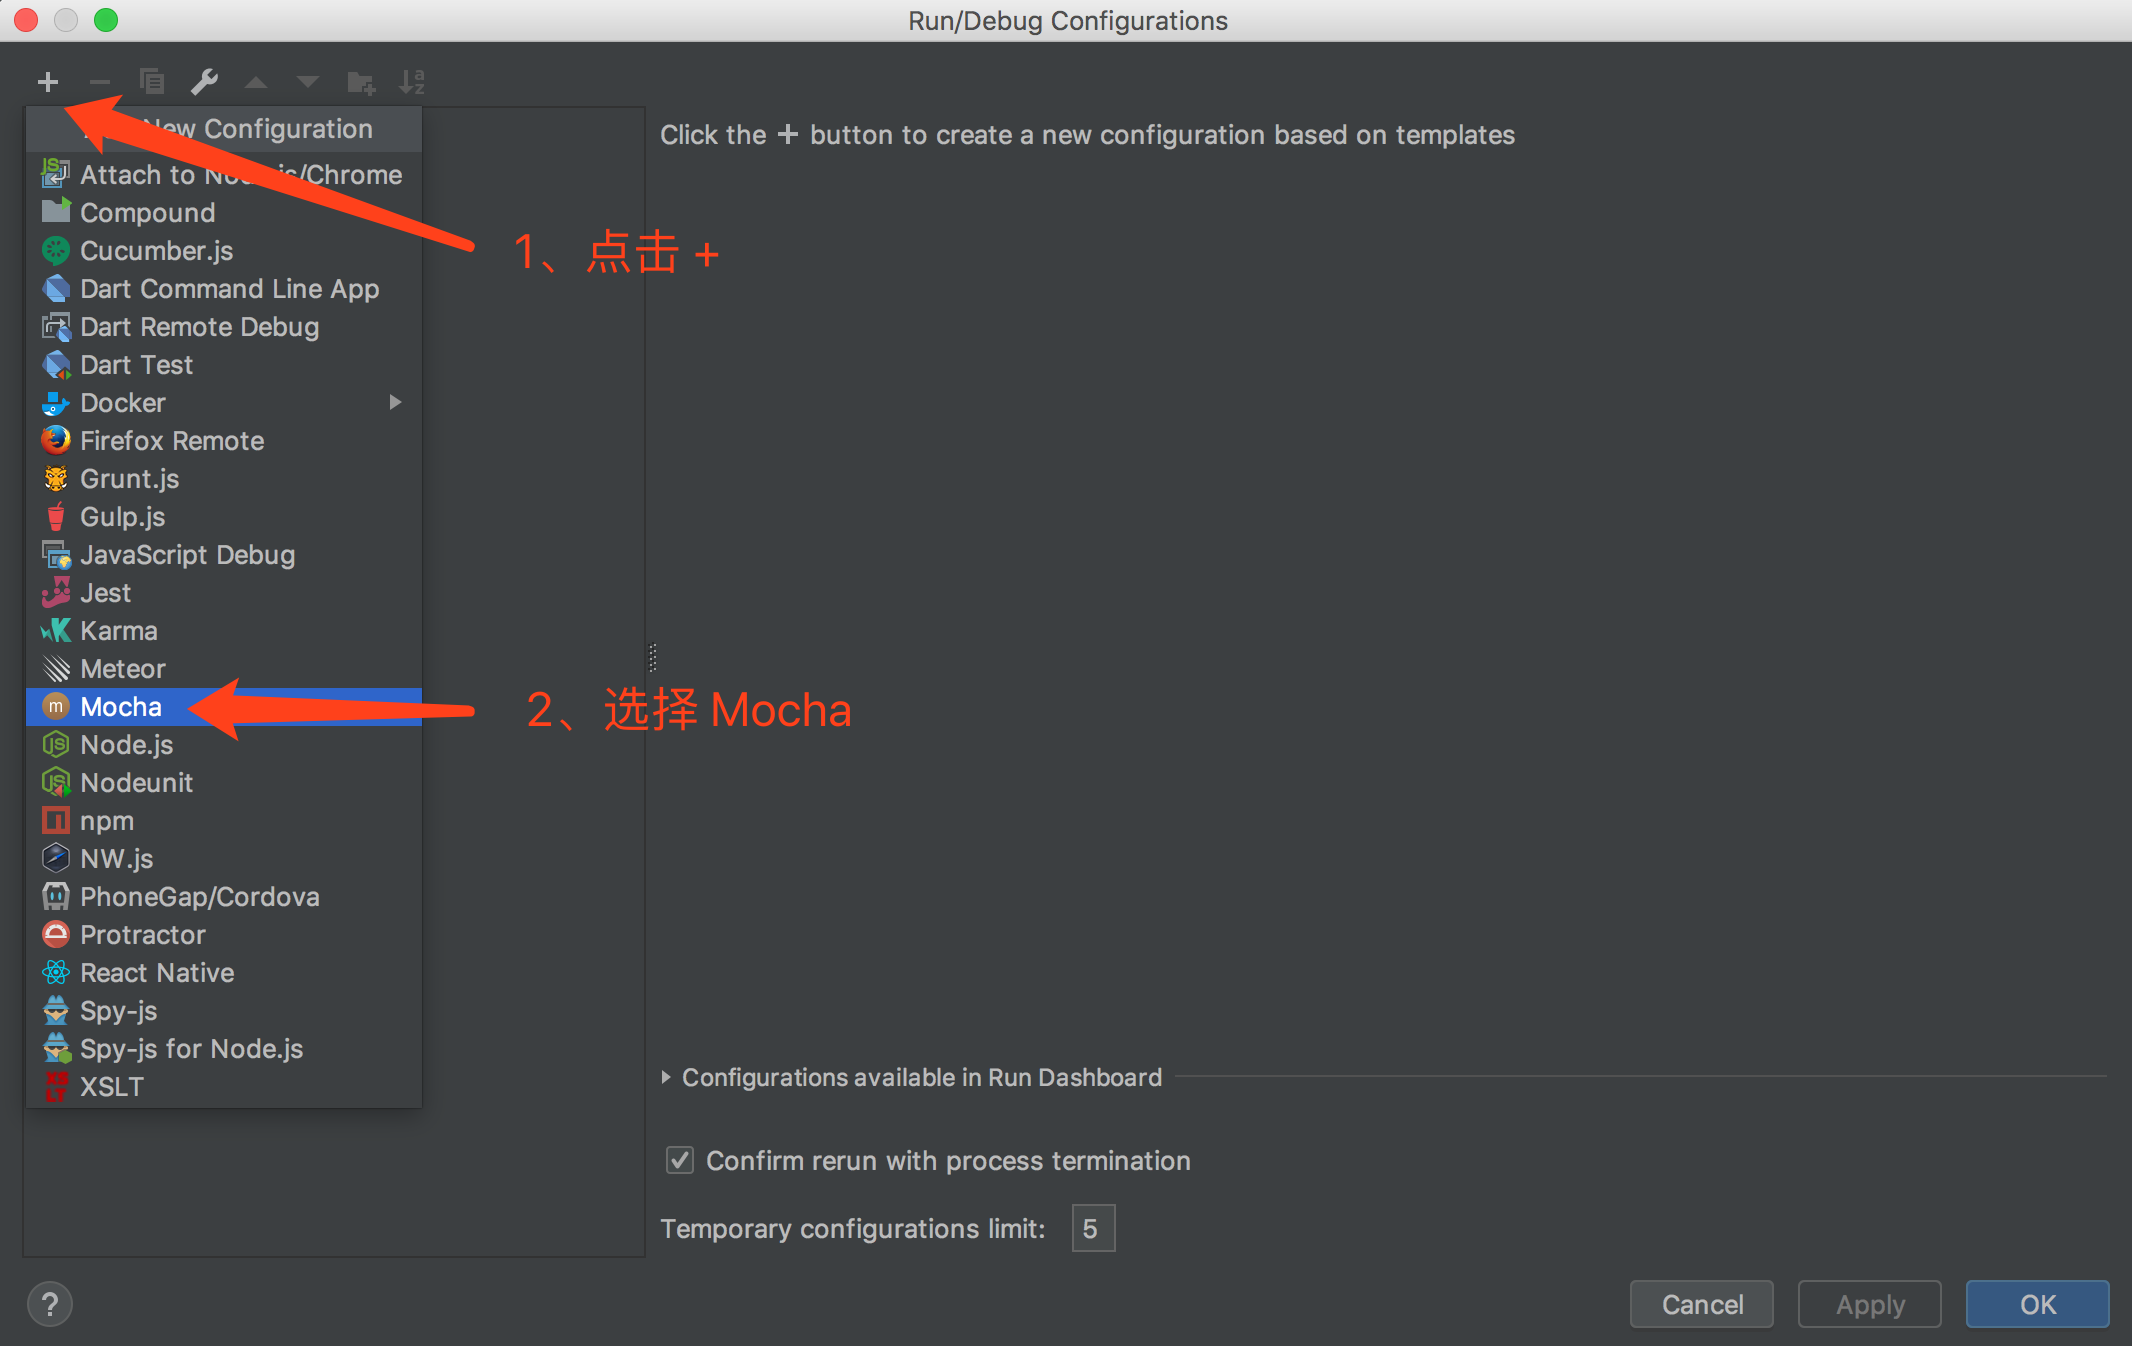 Run/Debug Configurations
New Configuration
Click the + button to create a new configuration based on templates
Attach to Node.js/Chrome
Compound
Cucumber.js
1、点击 +
Dart Command Line App
Dart Remote Debug
Dart Test
Docker
Firefox Remote
Grunt.js
Gulp.js
JavaScript Debug
Jest
Karma
Meteor
Mocha
2、选择 Mocha
Node.js
Nodeunit
npm
NW.js
PhoneGap/Cordova
Protractor
React Native
Spy-js
Spy-js for Node.js
XSLT
Configurations available in Run Dashboard
Confirm rerun with process termination
Temporary configurations limit: 5
?
Cancel
Apply
OK